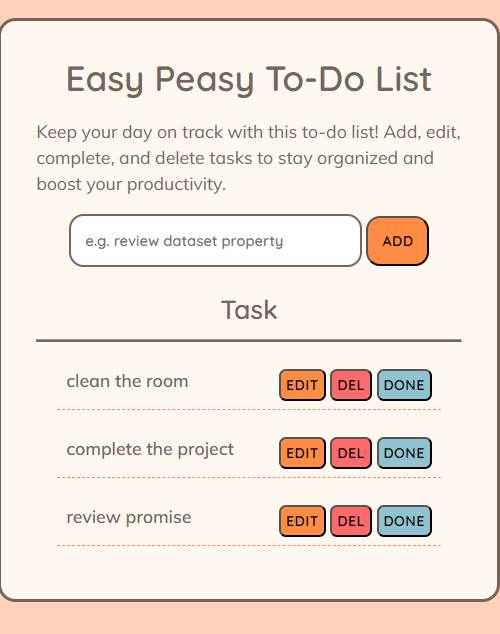 Easy Peasy To-Do List
Keep your day on track with this to-do list! Add, edit,
complete, and delete tasks to stay organized and
boost your productivity.
e.g. review dataset property
ADD
Task
clean the room EDIT DEL DONE
complete the project EDIT DEL DONE
review promise EDIT DEL DONE